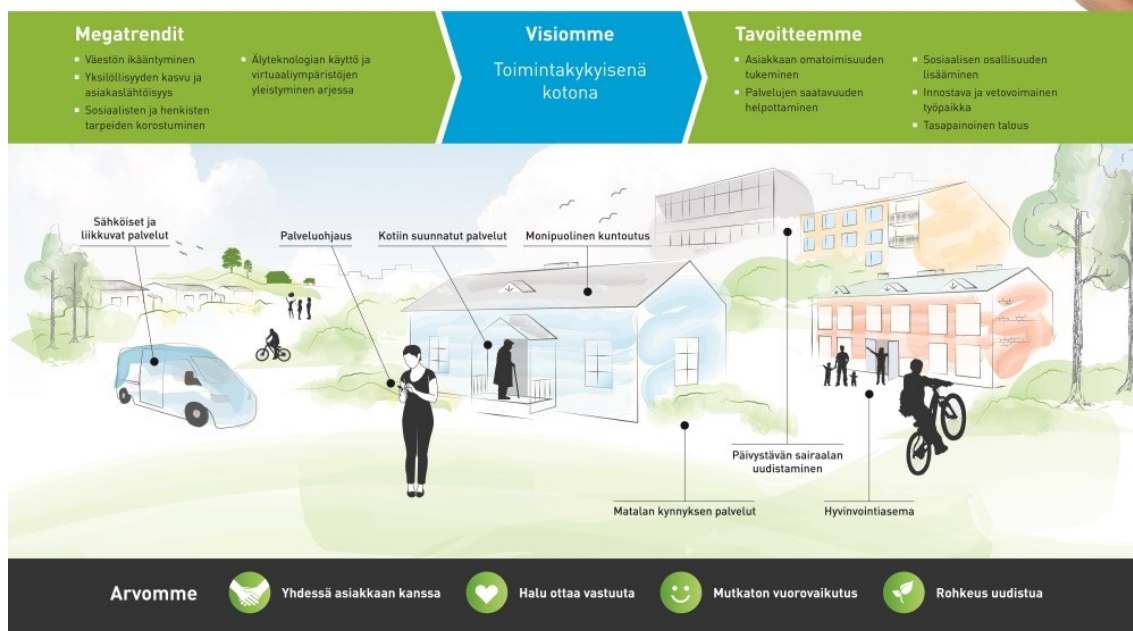 Megatrendit
Väestön ikääntyminen
Yksilöllisyyden kasvu ja
asiakaslähtöisyys
Sosiaalisten ja henkisten
tarpeiden korostuminen
Älyteknologian käyttö ja
virtuaaliympäristöjen
yleistyminen arjessa
Visiomme
Toimintakykyisenä
kotona
Tavoitteemme
Asiakkaan omatoimisuuden
tukeminen
Palvelujen saatavuuden
helpottaminen
Sosiaalisen osallisuuden
lisääminen
Innostava ja vetovoimainen
työpaikka
Tasapainoinen talous
Sähköiset ja
liikkuvat palvelut
Palveluohjaus
Kotiin suunnatut palvelut
Monipuolinen kuntoutus
Päivystävän sairaalan
uudistaminen
Matalan kynnyksen palvelut
Hyvinvointiasema
Arvomme
Yhdessä asiakkaan kanssa
Halu ottaa vastuuta
Mutkaton vuorovaikutus
Rohkeus uudistua